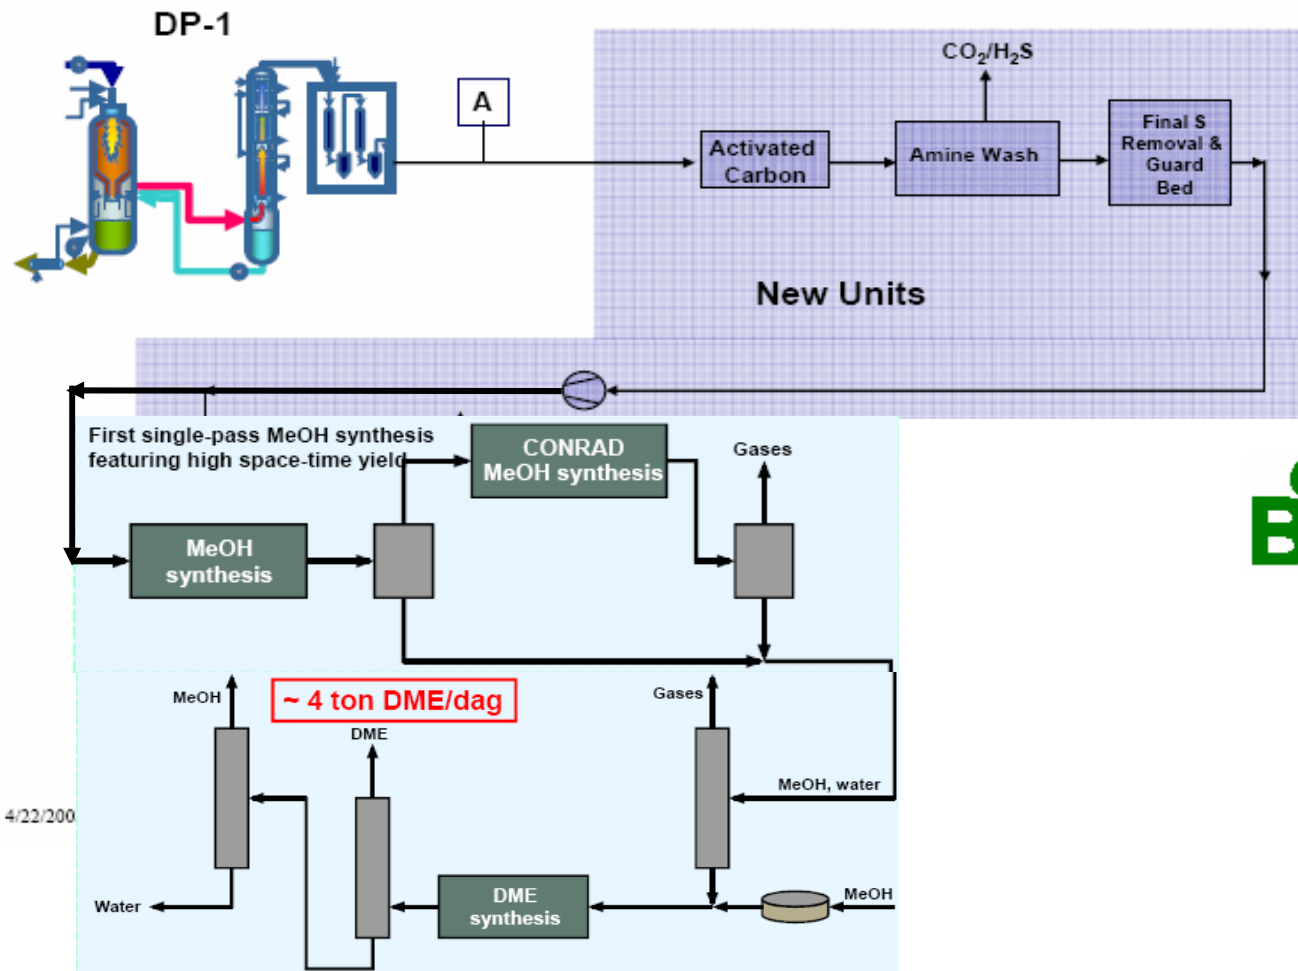 DP-1
CO₂/H₂S
A
Activated
Carbon
Amine Wash
Final S
Removal &
Guard
Bed
New Units
First single-pass MeOH synthesis
featuring high space-time yield
CONRAD
MeOH synthesis
Gases
MeOH
synthesis
MeOH
~ 4 ton DME/dag
Gases
DME
MeOH, water
4/22/200
Water
DME
synthesis
MeOH
B